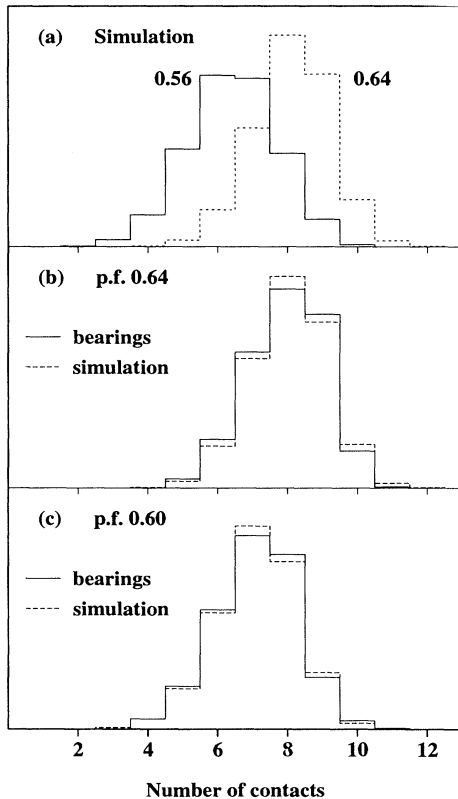 (a) Simulation
0.56 0.64
(b) p.f. 0.64
bearings
simulation
(c) p.f. 0.60
bearings
simulation
2 4 6 8 10 12
Number of contacts